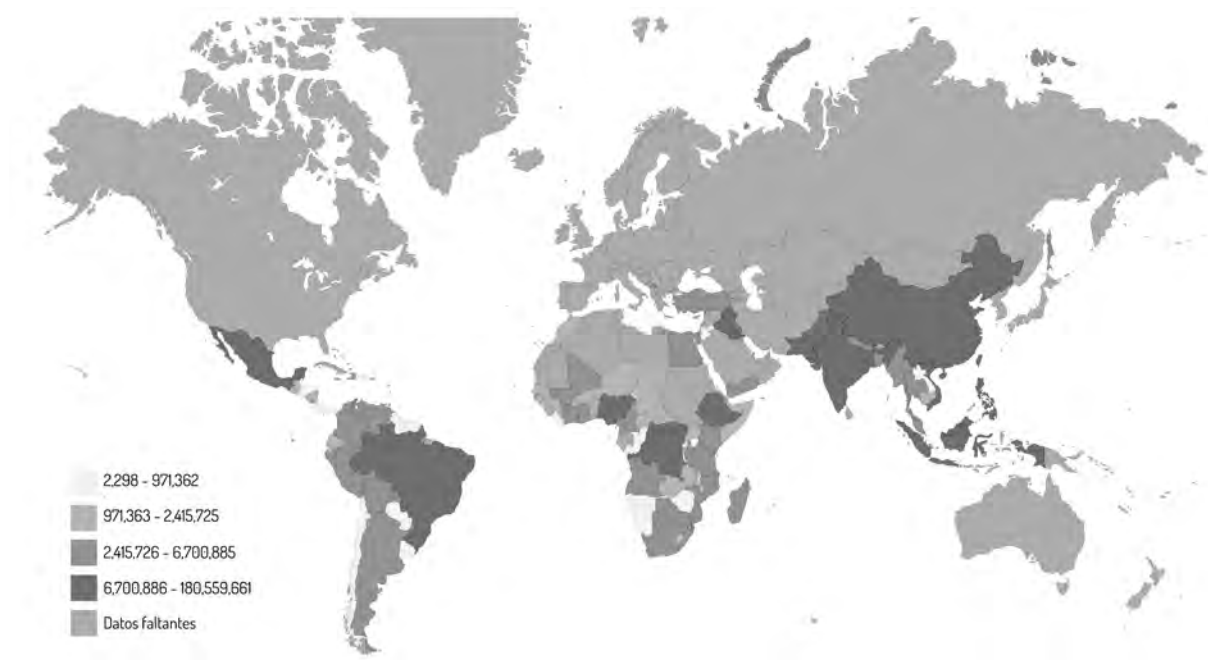 2,298 - 971,362
971,363 - 2,415,725
2,415,726 - 6,700,885
6,700,886 - 180,559,661
Datos faltantes